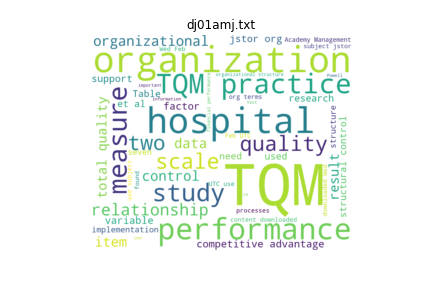 dj01amj.txt
organizational
jstor org
Academy Management
Wed Feb
subject jstor
organization
organizational structure
important
support
TQM
practice
Table
information
org terms
et al
factor
research
hospital
measure
total quality
two
data
quality
structure
scale
seven
need
used
result
structural control
control
study
found
UTC use
TQM
relationship
processes
variable
content downloaded
implementation
performance
item
competitive advantage